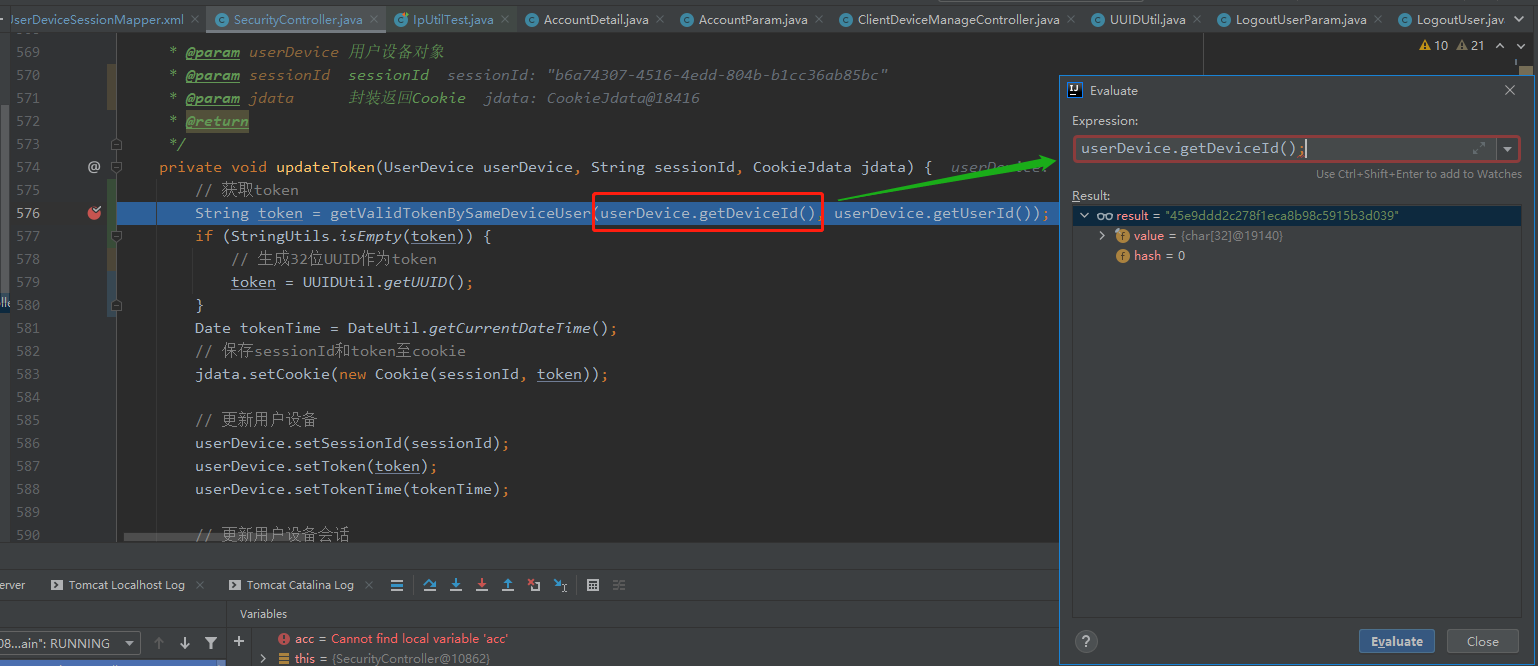 JserDeviceSessionMapper.xml SecurityController.java IpUtilTest.java AccountDetail.java AccountParam.java ClientDeviceManageController.java UUIDUtil.java LogoutUserParam.java LogoutUser.jav
10 21
569 * @param userDevice 用户设备对象
570 * @param sessionId sessionId sessionId: "b6a74307-4516-4edd-804b-b1cc36ab85bc"
571 * @param jdata 封装返回Cookie jdata: CookieJdata@18416
572 * @return
573 */
574 @ private void updateToken(UserDevice userDevice, String sessionId, CookieJdata jdata) { userDevice:
575 // 获取token
576 String token = getValidTokenBySameDeviceUser(userDevice.getDeviceId(), userDevice.getUserId());
577 if (StringUtils.isEmpty(token)) {
578 // 生成32位UUID作为token
579 token = UUIDUtil.getUUID();
580 }
581 Date tokenTime = DateUtil.getCurrentDateTime();
582 // 保存sessionId和token至cookie
583 jdata.setCookie(new Cookie(sessionId, token));
584
585 // 更新用户设备
586 userDevice.setSessionId(sessionId);
587 userDevice.setToken(token);
588 userDevice.setTokenTime(tokenTime);
589
590 // 更新用户设备会话
Evaluate
Expression:
userDevice.getDeviceId();
Use Ctrl+Shift+Enter to add to Watches
Result:
result = "45e9ddd2c278f1eca8b98c5915b3d039"
value = {char[32]@19140}
hash = 0
? Evaluate Close
erver Tomcat Localhost Log Tomcat Catalina Log
Variables
08...ain": RUNNING
acc = Cannot find local variable 'acc'
this = {SecurityController@10862}